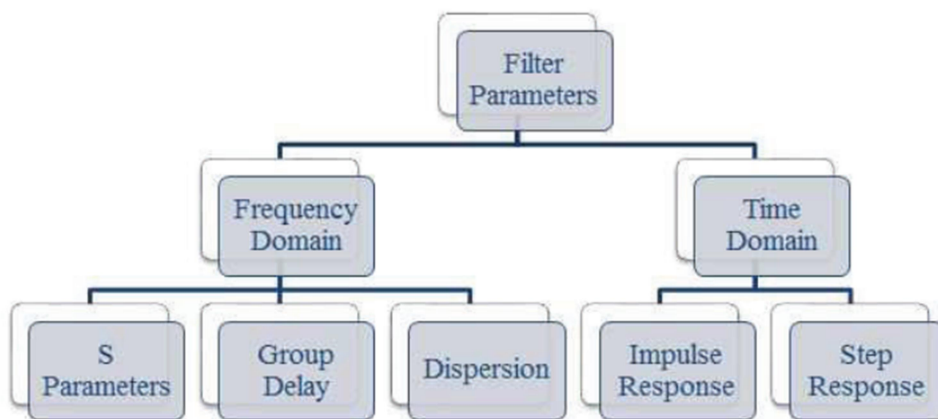 Filter
Parameters
Frequency
Domain
Time
Domain
S
Parameters
Group
Delay
Dispersion
Impulse
Response
Step
Response